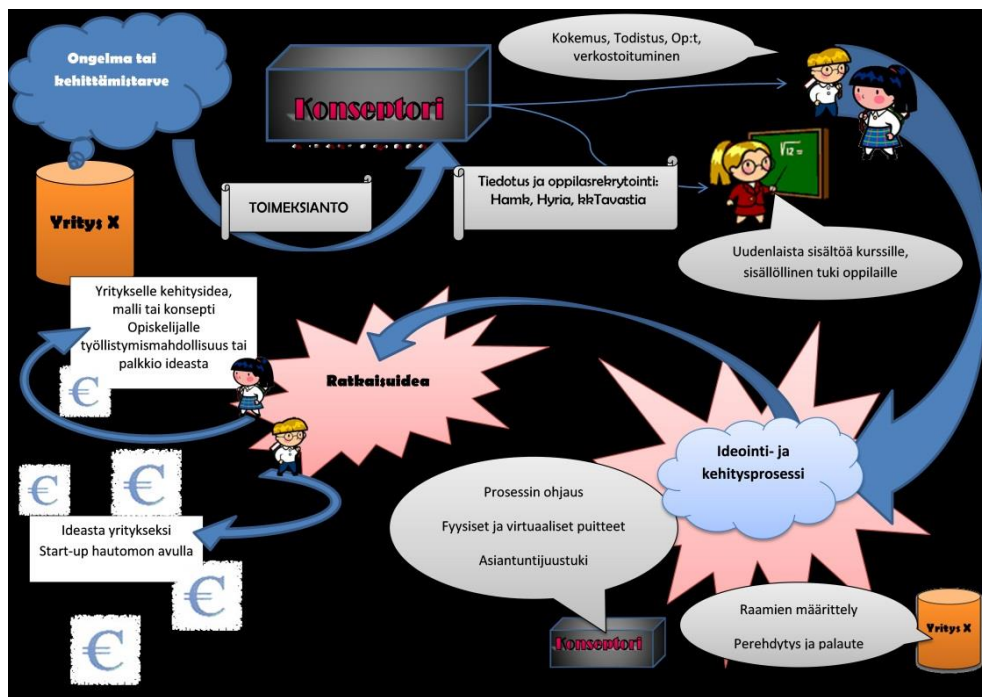 Ongelma tai
kehittämistarve
Yritys X
Konseptori
Kokemus, Todistus, Op:t,
verkostoituminen
TOIMEKSIANTO
Tiedotus ja oppilasrekrytointi:
Hamk, Hyria, kkTavastia
√12 =
Uudenlaista sisältöä kurssille,
sisällöllinen tuki oppilaille
Yritykselle kehitysidea,
malli tai konsepti
Opiskelijalle
työllistymismahdollisuus tai
palkkio ideasta
€
Ratkaisuidea
Ideointi- ja
kehitysprosessi
€
€
Ideasta yritykseksi
Start-up hautomon avulla
€
€
Prosessin ohjaus
Fyysiset ja virtuaaliset puitteet
Asiantuntijuustuki
Konseptori
Raamien määrittely
Perehdytys ja palaute
Yritys X